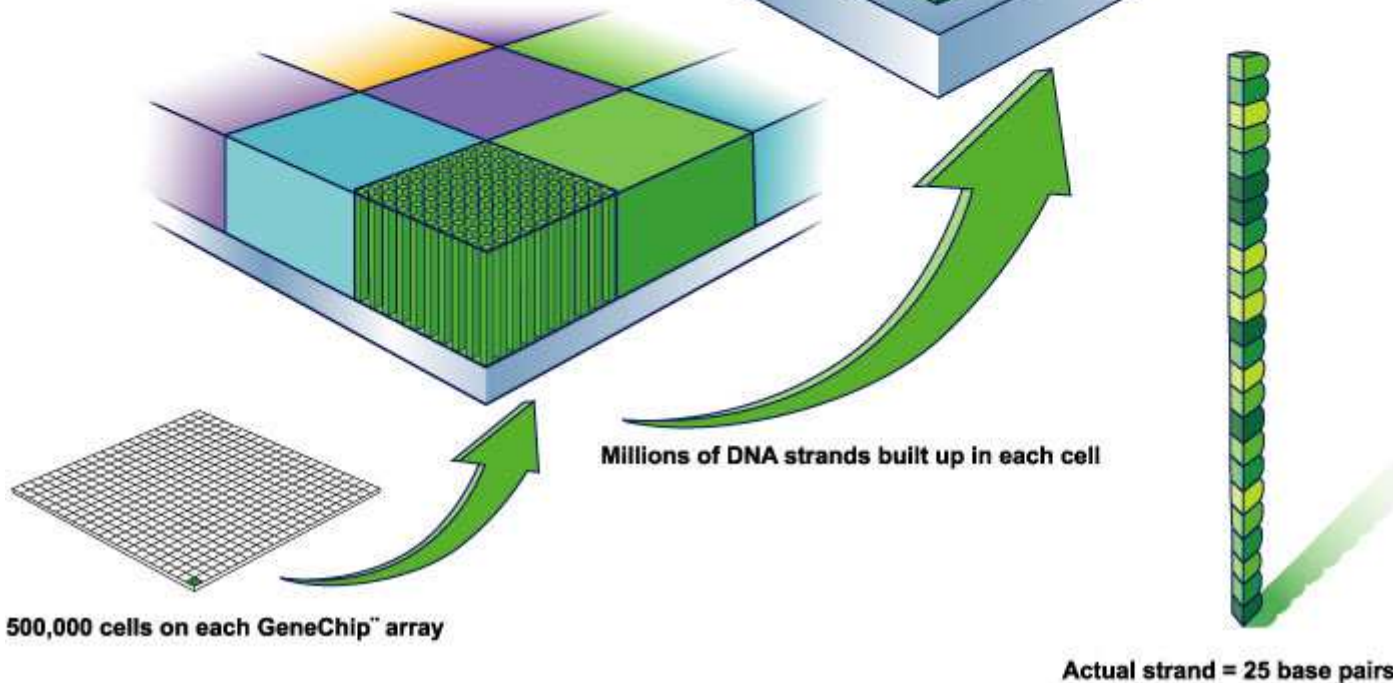 Millions of DNA strands built up in each cell
500,000 cells on each GeneChip¨ array
Actual strand = 25 base pairs